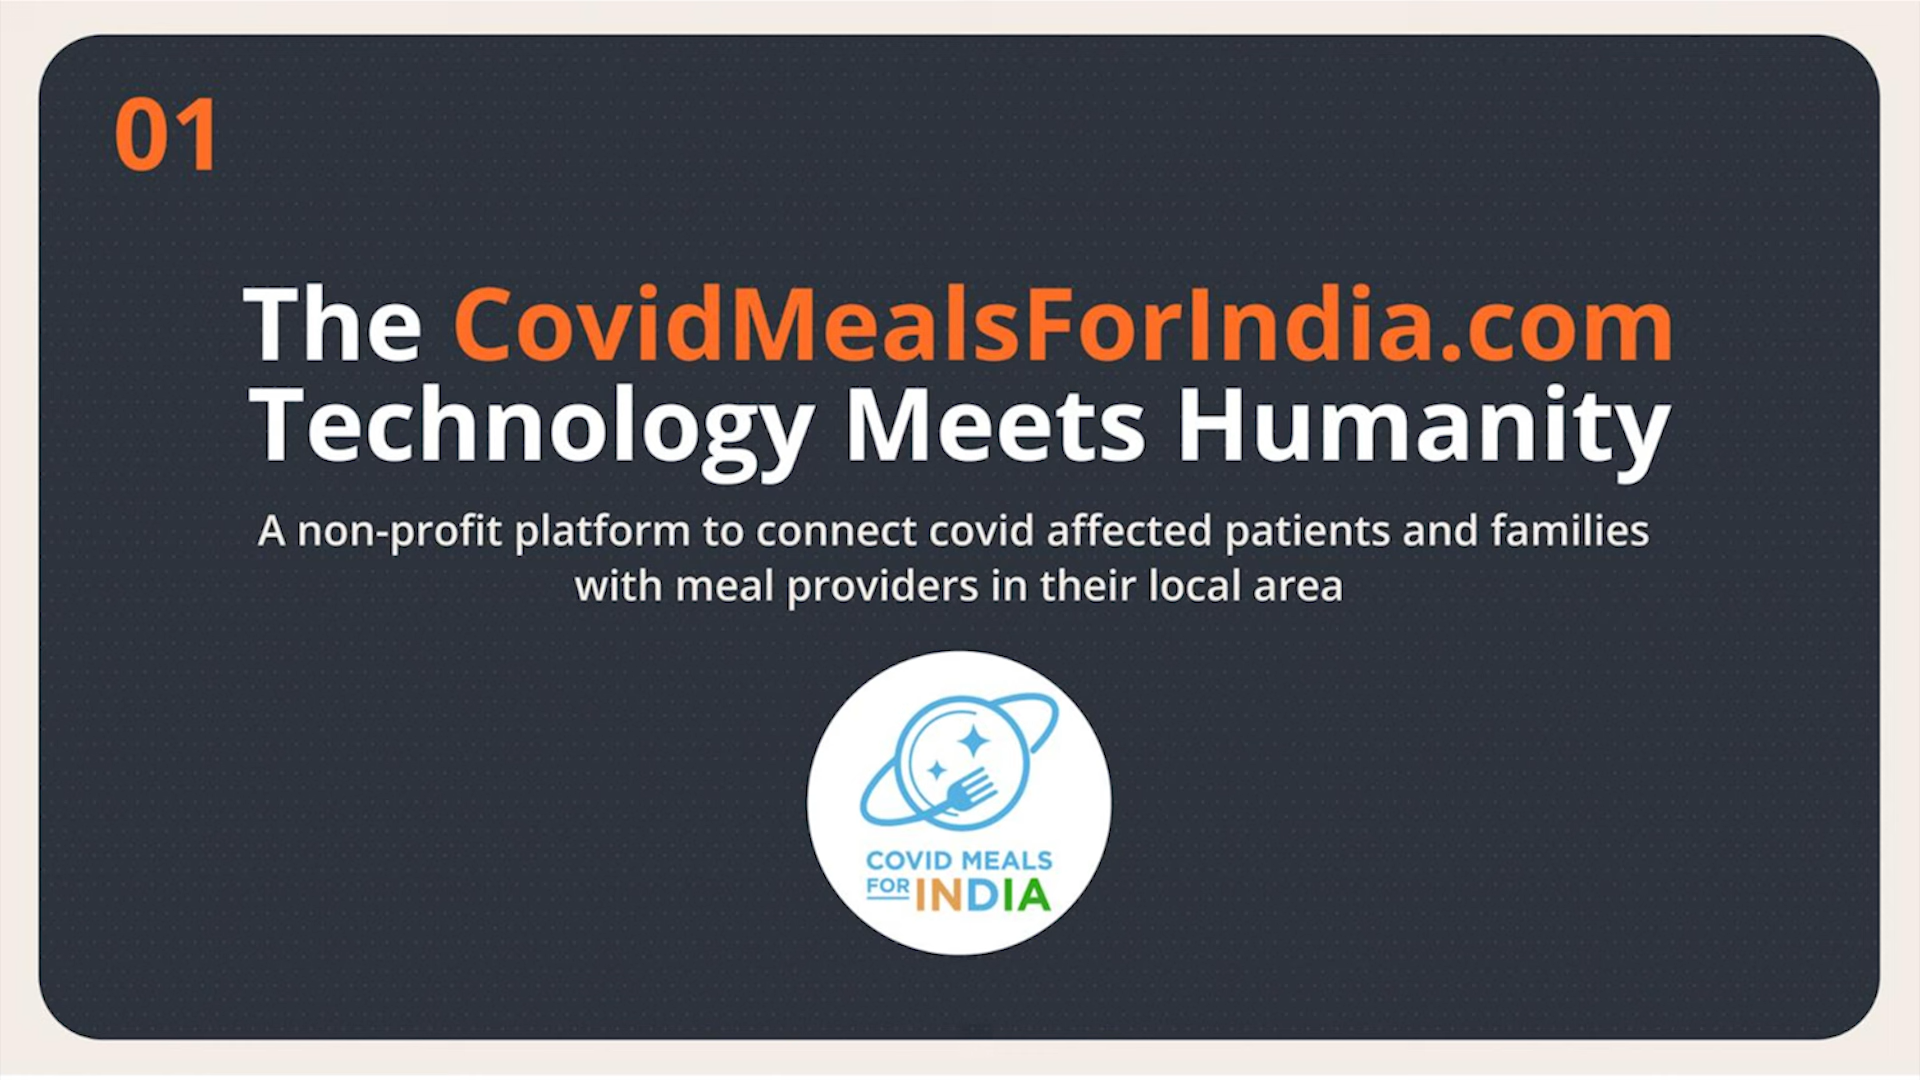 01
The CovidMealsForIndia.com
Technology Meets Humanity
A non-profit platform to connect covid affected patients and families
with meal providers in their local area
COVID MEALS
FOR INDIA